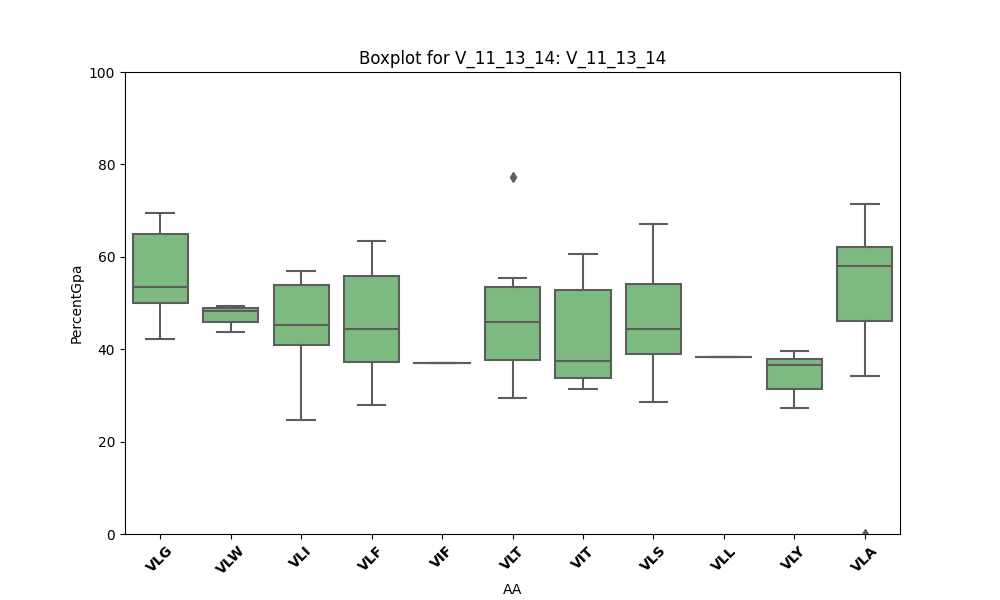 Boxplot for V_11_13_14: V_11_13_14
100
80
60
40
20
0
PercentGpa
VLG VLW VLI VLF VIF VLT VIT VLS VLL VLY VLA
AA